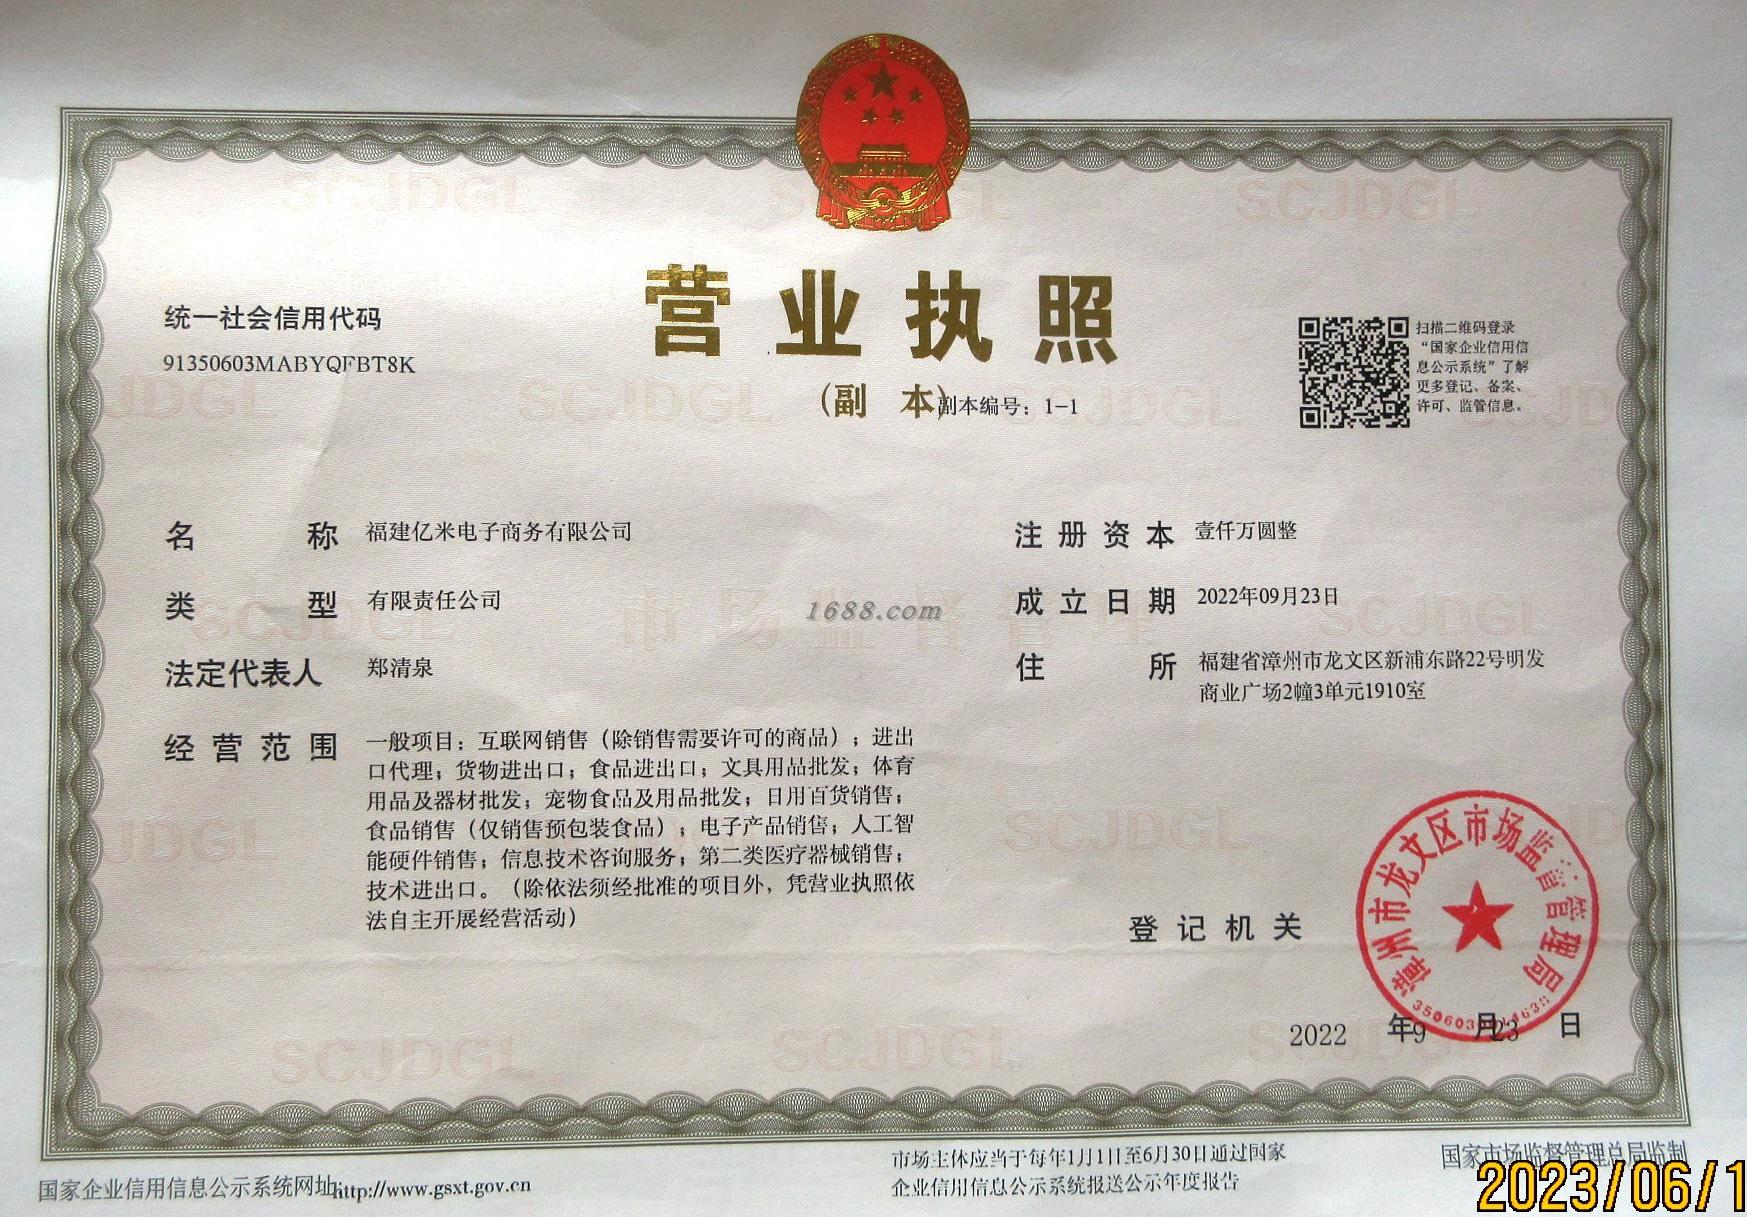 营业执照
(副 本)副本编号：1-1
统一社会信用代码
91350603MABYQFBT8K
扫描二维码登录
“国家企业信用信
息公示系统”了解
更多登记、备案、
许可、监管信息。
名 称 福建亿米电子商务有限公司
类 型 有限责任公司
法定代表人 郑清泉
经营范围 一般项目：互联网销售（除销售需要许可的商品）；进出
口代理；货物进出口；食品进出口；文具用品批发；体育
用品及器材批发；宠物食品及用品批发；日用百货销售；
食品销售（仅销售预包装食品）；电子产品销售；人工智
能硬件销售；信息技术咨询服务；第二类医疗器械销售；
技术进出口。（除依法须经批准的项目外，凭营业执照依
法自主开展经营活动）
注册资本 壹仟万圆整
成立日期 2022年09月23日
住 所 福建省漳州市龙文区新浦东路22号明发
商业广场2幢3单元1910室
1688.com
登记机关
漳州市龙文区市场监督管理局
2022 年9 月23 日
国家企业信用信息公示系统网址http://www.gsxt.gov.cn
市场主体应当于每年1月1日至6月30日通过国家
企业信用信息公示系统报送公示年度报告
国家市场监督管理总局监制
2023/06/1